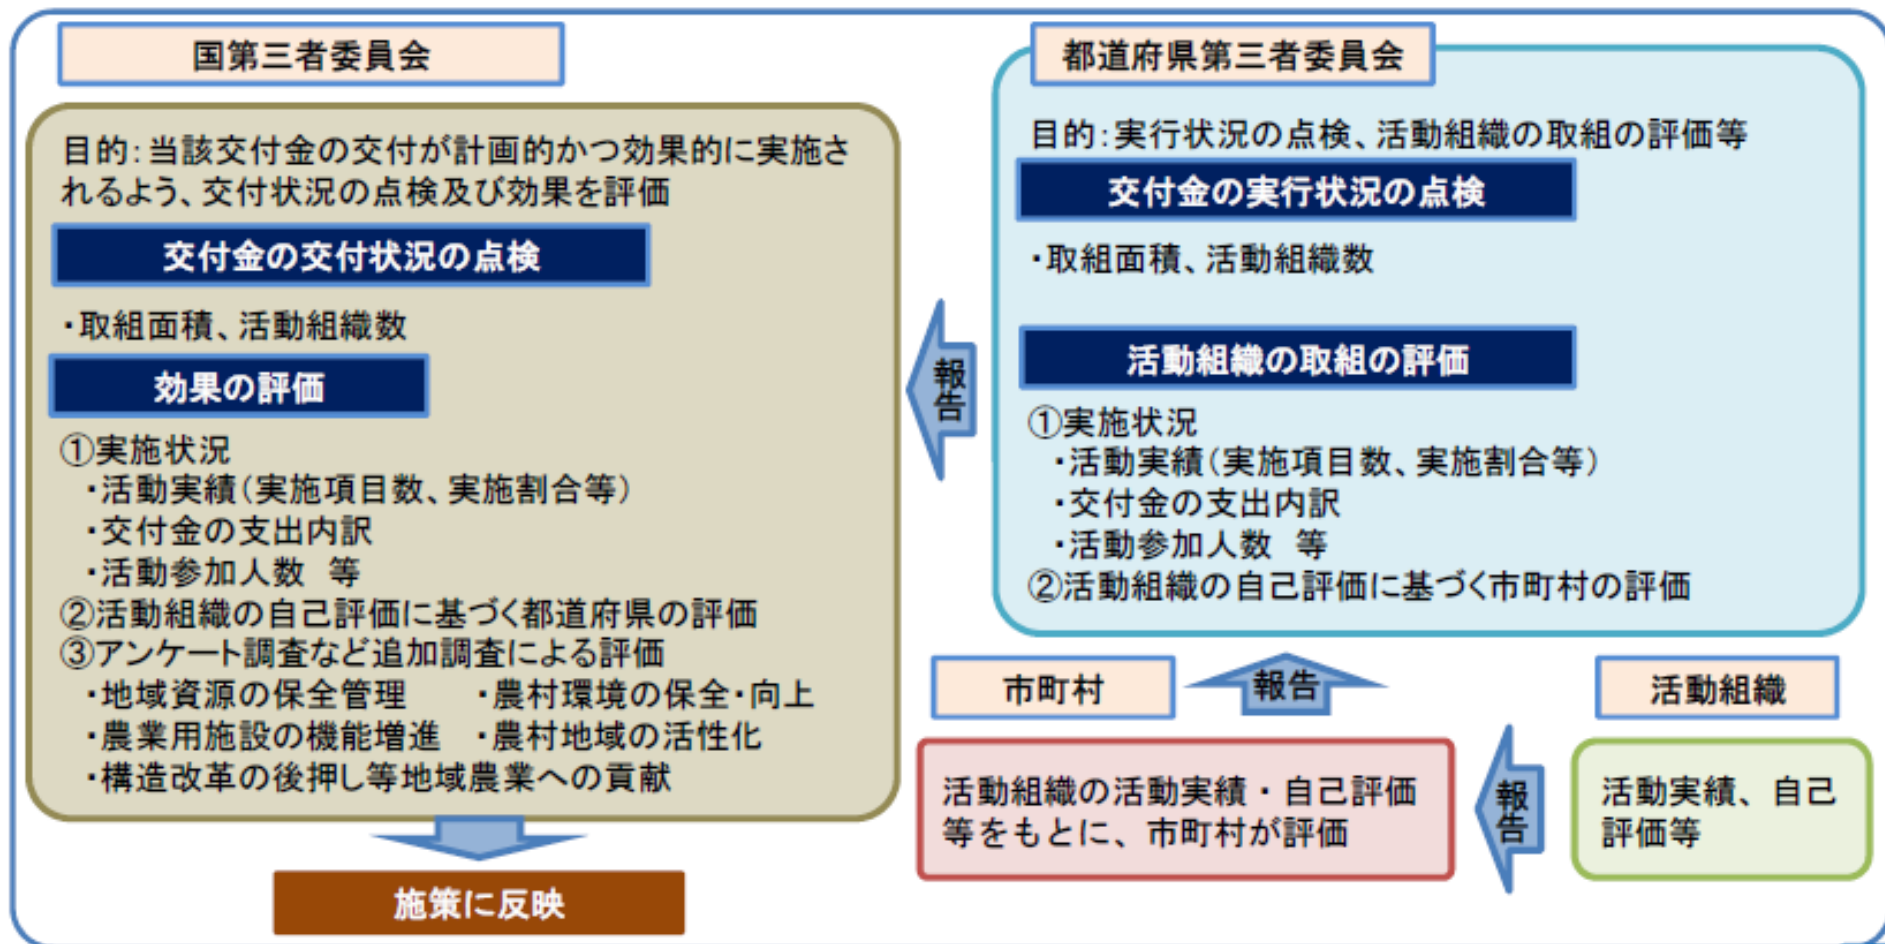 国第三者委員会
目的：当該交付金の交付が計画的かつ効果的に実施さ
れるよう、交付状況の点検及び効果を評価
交付金の交付状況の点検
・取組面積、活動組織数
効果の評価
①実施状況
・活動実績（実施項目数、実施割合等）
・交付金の支出内訳
・活動参加人数　等
②活動組織の自己評価に基づく都道府県の評価
③アンケート調査など追加調査による評価
・地域資源の保全管理　　・農村環境の保全・向上
・農業用施設の機能増進　・農村地域の活性化
・構造改革の後押し等地域農業への貢献
施策に反映
報告
都道府県第三者委員会
目的：実行状況の点検、活動組織の取組の評価等
交付金の実行状況の点検
・取組面積、活動組織数
活動組織の取組の評価
①実施状況
・活動実績（実施項目数、実施割合等）
・交付金の支出内訳
・活動参加人数　等
②活動組織の自己評価に基づく市町村の評価
市町村
報告
活動組織
活動組織の活動実績・自己評価
等をもとに、市町村が評価
報告
活動実績、自己
評価等